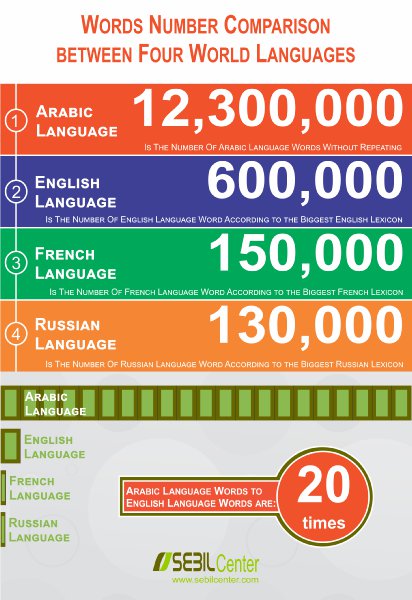 Words Number Comparison
between Four World Languages
1
Arabic
Language
12,300,000
Is The Number Of Arabic Language Words Without Repeating
2
English
Language
600,000
Is The Number Of English Language Word According to the Biggest English Lexicon
3
French
Language
150,000
Is The Number Of French Language Word According to the Biggest French Lexicon
4
Russian
Language
130,000
Is The Number Of Russian Language Word According to the Biggest Russian Lexicon
Arabic
Language
English
Language
French
Language
Russian
Language
Arabic Language Words to
English Language Words are:
20
times
SEBIL Center
www.sebilcenter.com